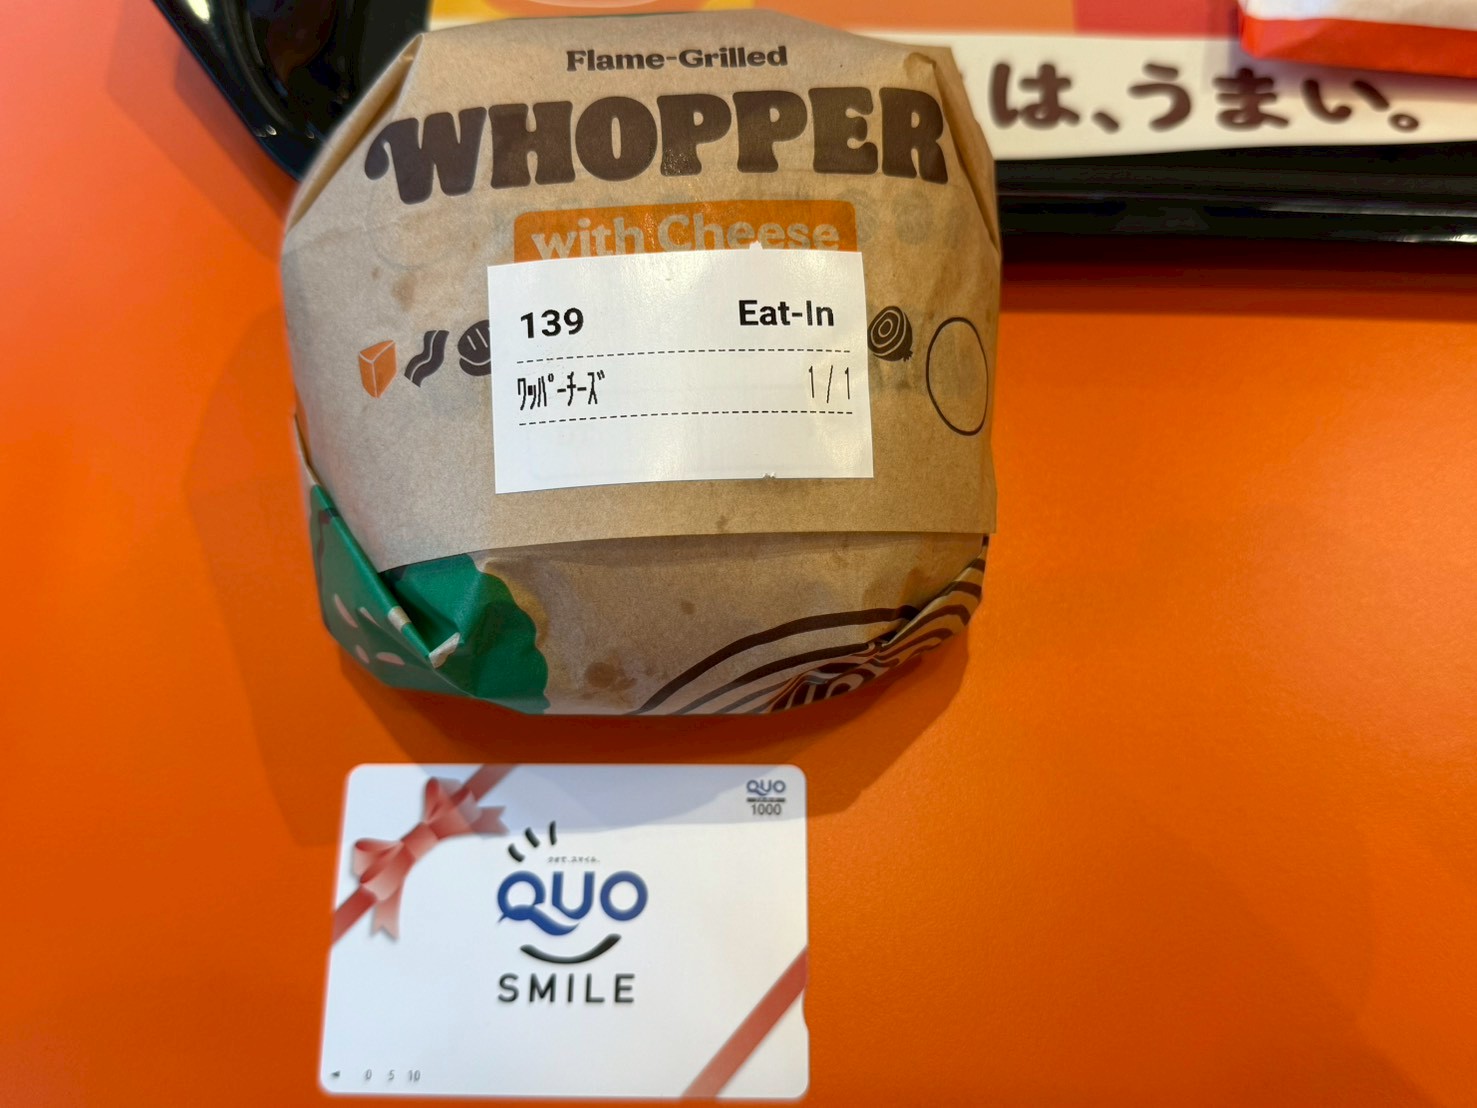 Flame-Grilled
WHOPPER
with Cheese
は、うまい。
139 Eat-In
ﾜｯﾊﾟｰﾁｰｽﾞ 1/1
QUO
1000
QUO
SMILE
0 5 10